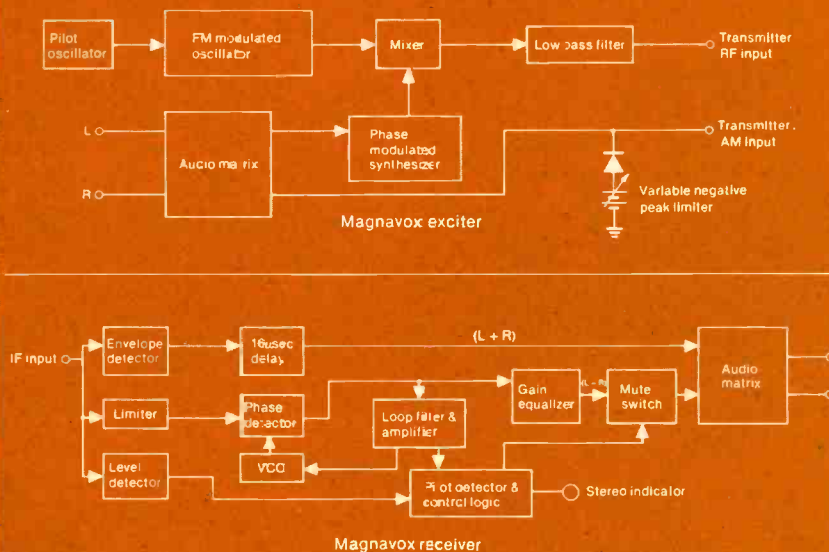 Pilot
oscillator
FM modulated
oscillator
Mixer
Low pass filter
Transmitter
RF input
L
R
Audio matrix
Phase
modulated
synthesizer
Transmitter
AM input
Variable negative
peak limiter
Magnavox exciter
IF input
Envelope
detector
16µsec
delay
(L + R)
Audio
matrix
Limiter
Phase
detector
Loop filter &
amplifier
Gain
equalizer
(L – R)
Mute
switch
Level
detector
VCO
Pilot detector &
control logic
Stereo indicator
Magnavox receiver